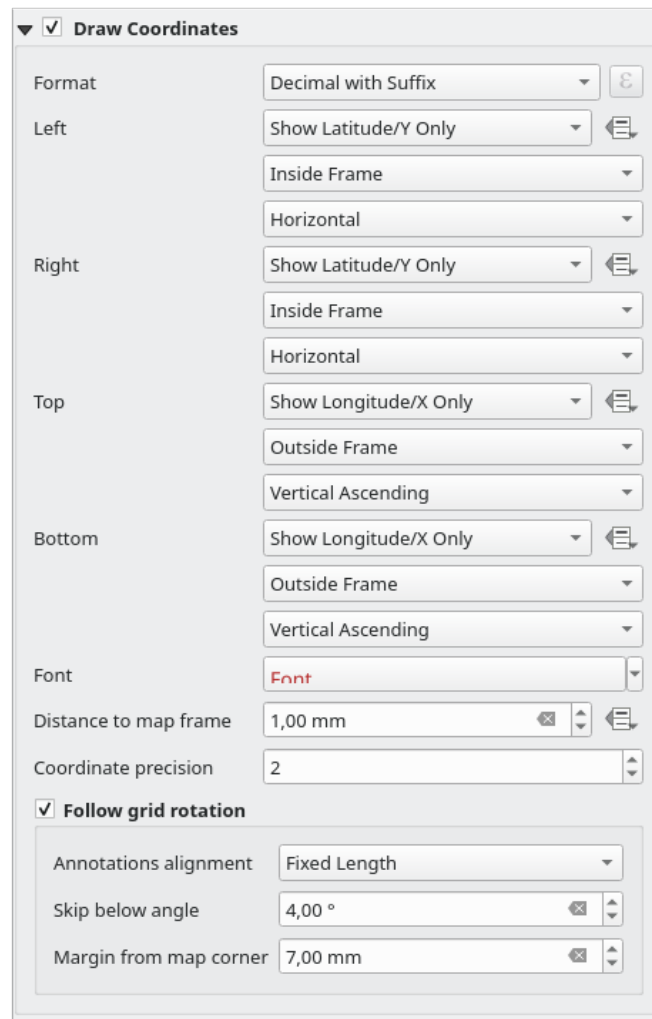 Draw Coordinates
Format Decimal with Suffix ε
Left Show Latitude/Y Only
Inside Frame
Horizontal
Right Show Latitude/Y Only
Inside Frame
Horizontal
Top Show Longitude/X Only
Outside Frame
Vertical Ascending
Bottom Show Longitude/X Only
Outside Frame
Vertical Ascending
Font Font
Distance to map frame 1,00 mm
Coordinate precision 2
Follow grid rotation
Annotations alignment Fixed Length
Skip below angle 4,00 °
Margin from map corner 7,00 mm